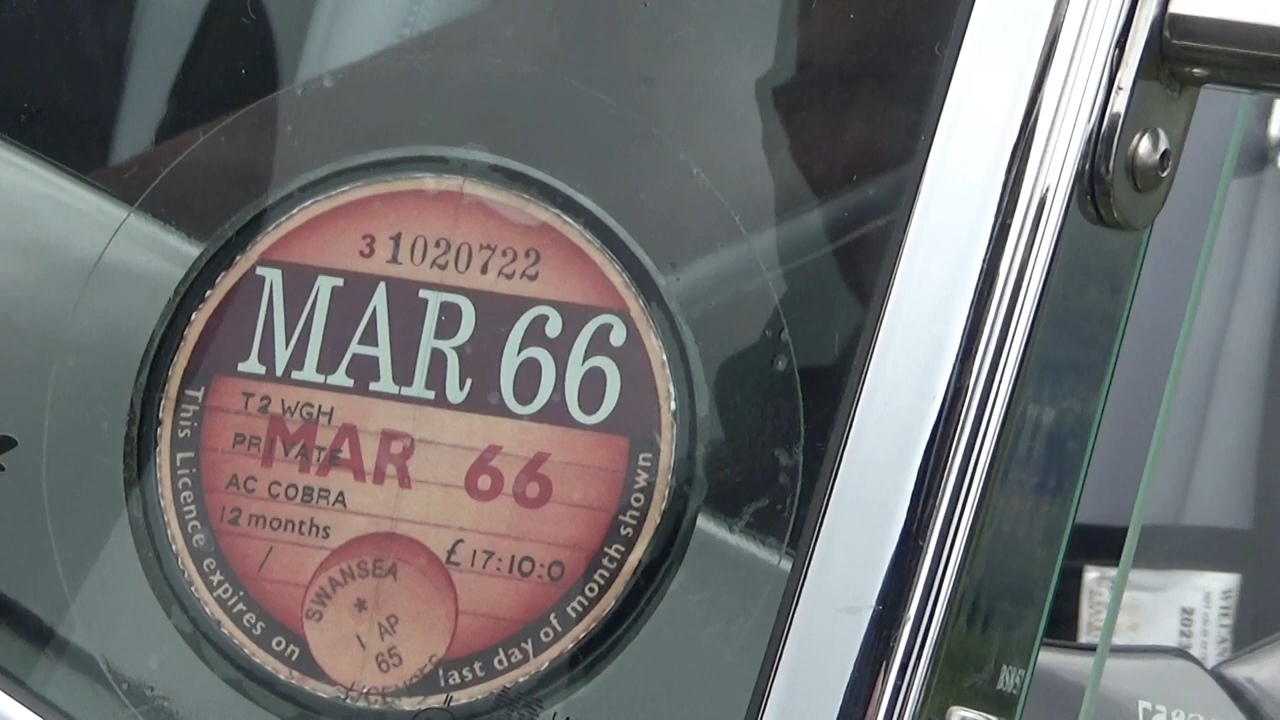 31020722
MAR 66
T2 WGH
PRIVATE
MAR 66
AC COBRA
12 months
£17:10:0
/
SWANSEA
*
1 AP
65
This Licence expires on last day of month shown